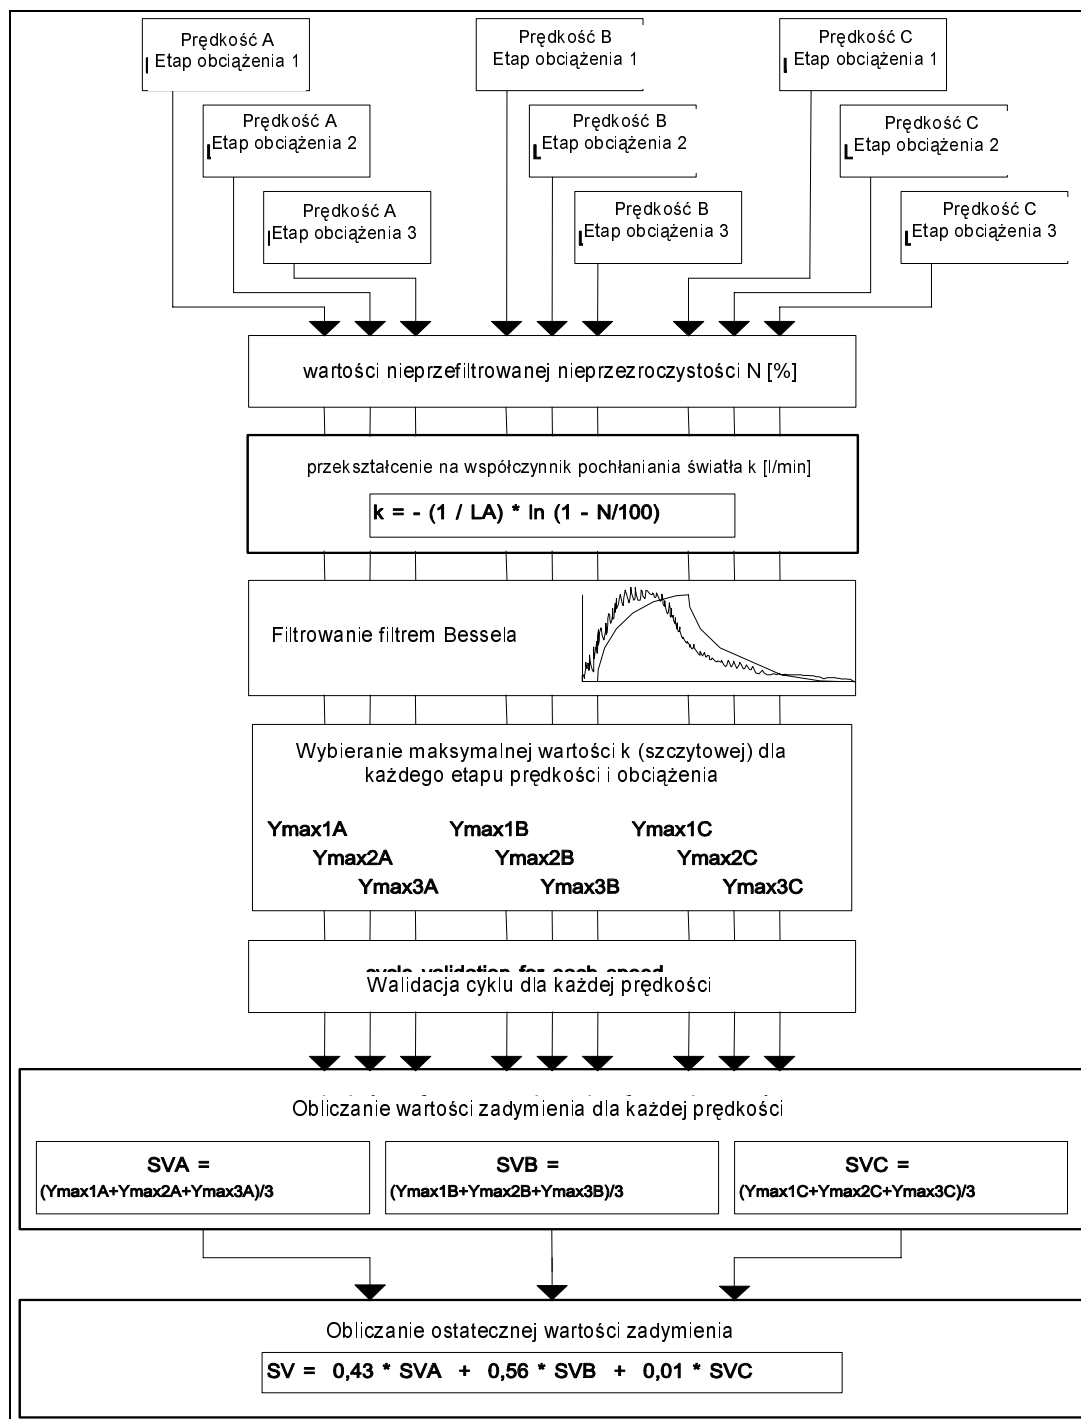 Prędkość A
Etap obciążenia 1
Prędkość B
Etap obciążenia 1
Prędkość C
Etap obciążenia 1
Prędkość A
Etap obciążenia 2
Prędkość B
Etap obciążenia 2
Prędkość C
Etap obciążenia 2
Prędkość A
Etap obciążenia 3
Prędkość B
Etap obciążenia 3
Prędkość C
Etap obciążenia 3
wartości nieprzefiltrowanej nieprzezroczystości N [%]
przekształcenie na współczynnik pochłaniania światła k [l/min]
k = - (1 / LA) * ln (1 - N/100)
Filtrowanie filtrem Bessela
Wybieranie maksymalnej wartości k (szczytowej) dla
każdego etapu prędkości i obciążenia
Ymax1A Ymax1B Ymax1C
Ymax2A Ymax2B Ymax2C
Ymax3A Ymax3B Ymax3C
cycle validation for each speed
Walidacja cyklu dla każdej prędkości
Obliczanie wartości zadymienia dla każdej prędkości
SVA =
(Ymax1A+Ymax2A+Ymax3A)/3
SVB =
(Ymax1B+Ymax2B+Ymax3B)/3
SVC =
(Ymax1C+Ymax2C+Ymax3C)/3
Obliczanie ostatecznej wartości zadymienia
SV = 0,43 * SVA + 0,56 * SVB + 0,01 * SVC